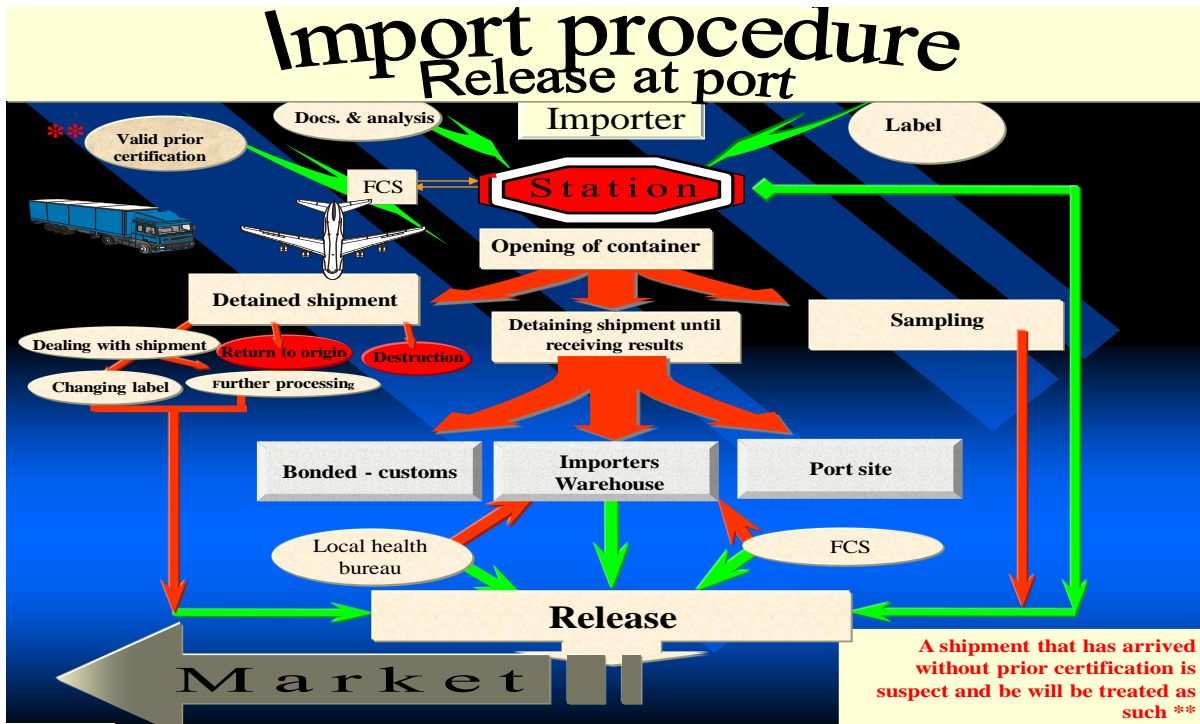 Import procedure
Release at port
Docs. & analysis
Importer
Label
**
Valid prior
certification
FCS
Station
Opening of container
Detained shipment
Detaining shipment until
receiving results
Sampling
Dealing with shipment
Return to origin
Destruction
Changing label
Further processing
Bonded - customs
Importers
Warehouse
Port site
Local health
bureau
FCS
Release
Market
A shipment that has arrived
without prior certification is
suspect and be will be treated as
such **